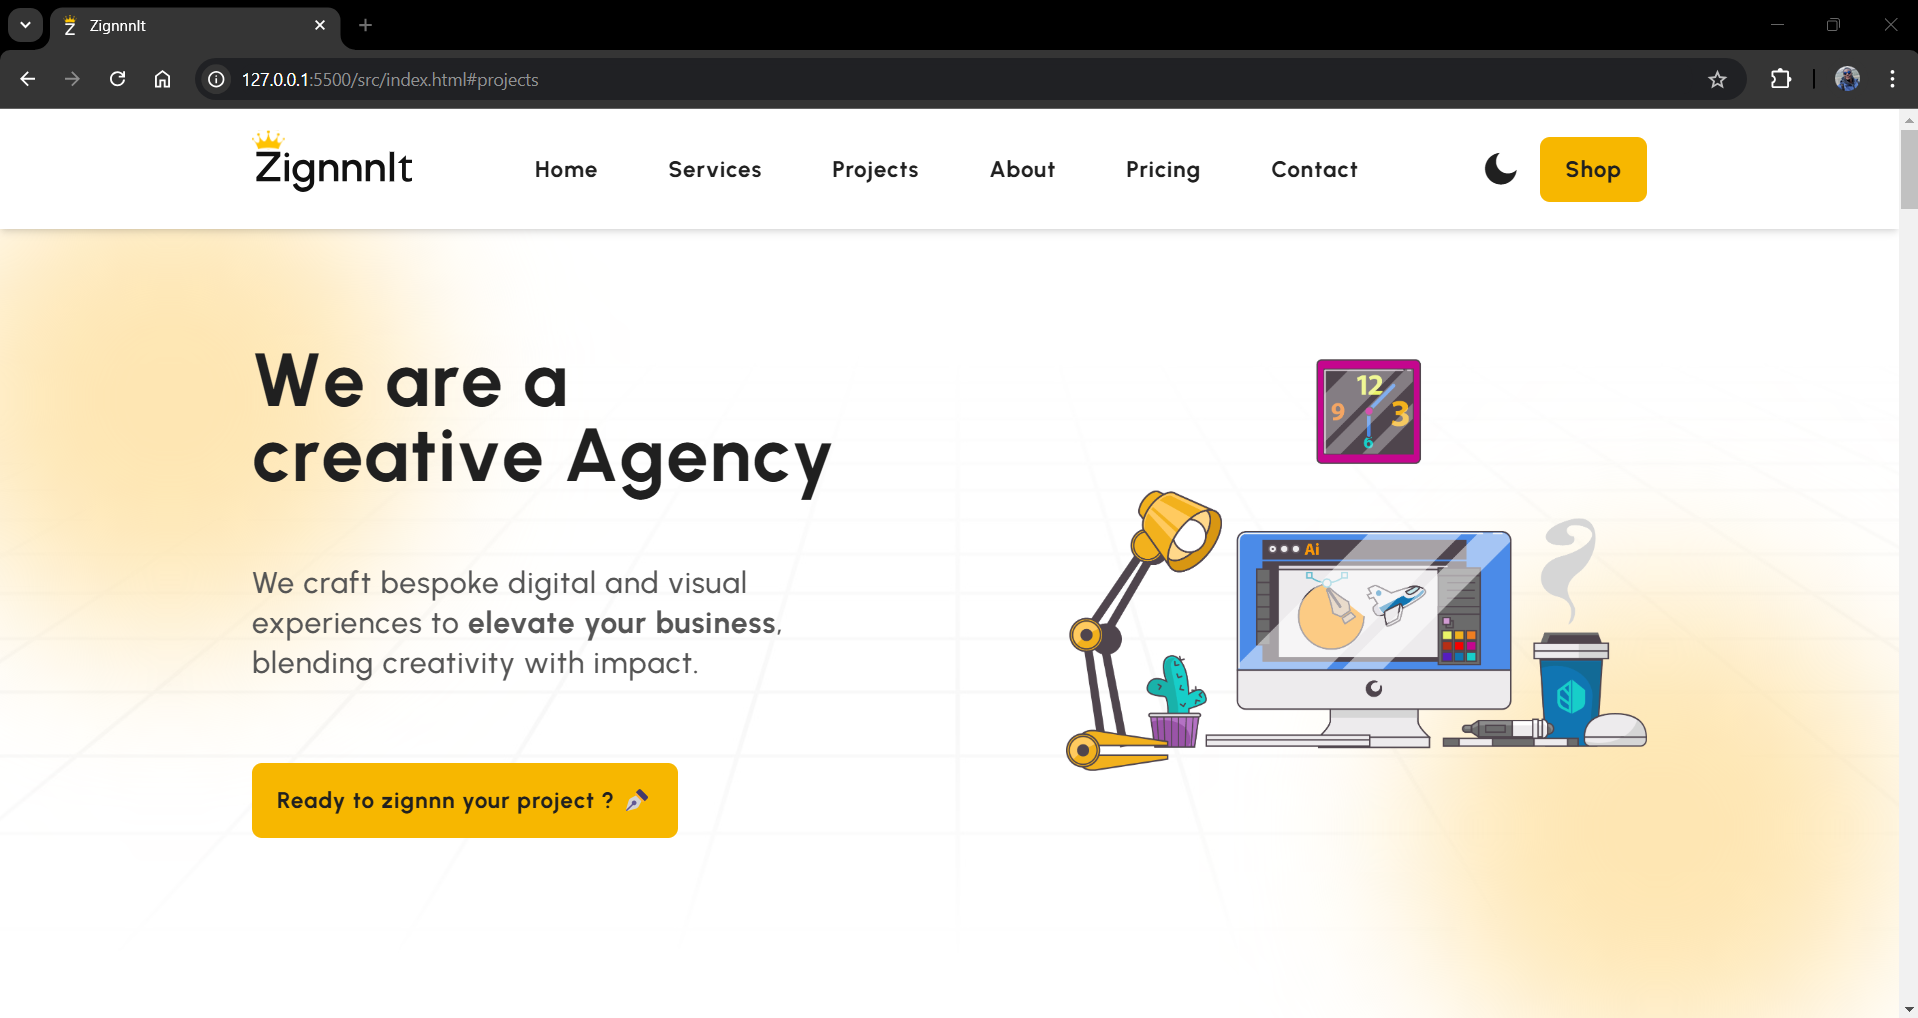 ZignnnIt
127.0.0.1:5500/src/index.html#projects
ZignnnIt
Home
Services
Projects
About
Pricing
Contact
Shop
We are a
creative Agency
We craft bespoke digital and visual
experiences to elevate your business,
blending creativity with impact.
Ready to zignnn your project ?
12
9
3
6
Ai